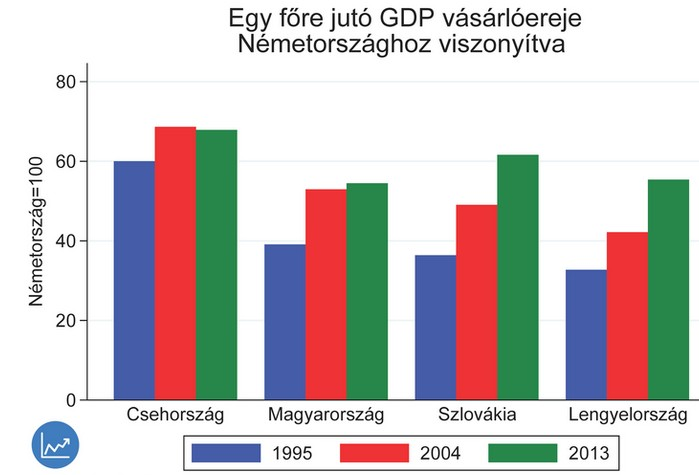 Egy főre jutó GDP vásárlóereje
Németországhoz viszonyítva
Németország=100
80
60
40
20
0
Csehország Magyarország Szlovákia Lengyelország
1995 2004 2013